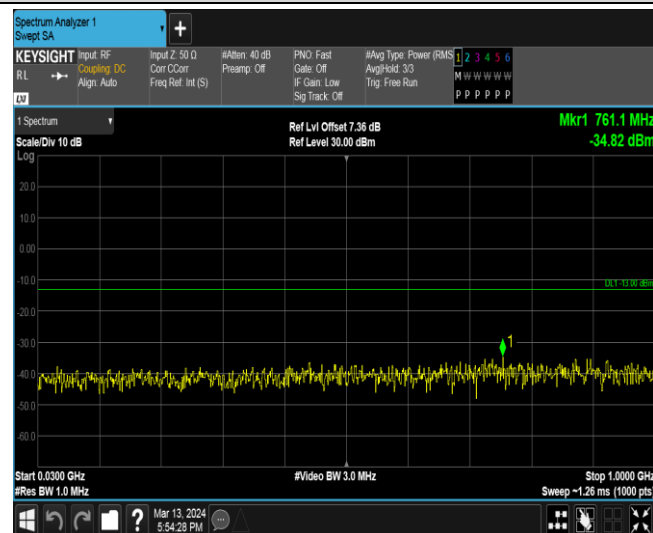 Spectrum Analyzer 1
Swept SA
+
KEYSIGHT
RL
LXI
Input: RF
Coupling: DC
Align: Auto
Input Z: 50 Ω
Corr CCorr
Freq Ref: Int (S)
#Atten: 40 dB
Preamp: Off
PNO: Fast
Gate: Off
IF Gain: Low
Sig Track: Off
#Avg Type: Power (RMS
Avg|Hold: 3/3
Trig: Free Run
1 2 3 4 5 6
M W W W W W
P P P P P P
1 Spectrum
Scale/Div 10 dB
Log
Ref Lvl Offset 7.36 dB
Ref Level 30.00 dBm
Mkr1 761.1 MHz
-34.82 dBm
20.0
10.0
0.00
-10.0
DL1 -13.00 dBm
-20.0
-30.0
1
-40.0
-50.0
-60.0
Start 0.0300 GHz
#Res BW 1.0 MHz
#Video BW 3.0 MHz
Stop 1.0000 GHz
Sweep ~1.26 ms (1000 pts)
?
Mar 13, 2024
5:54:28 PM